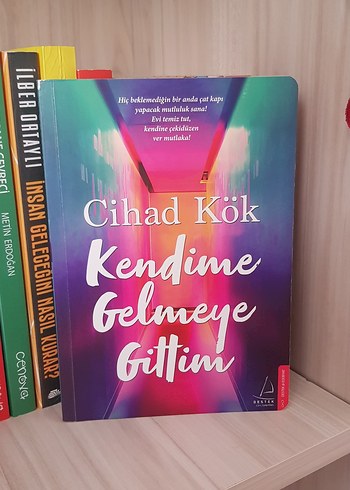 Hiç beklemediğin bir anda çat kapı
yapacak mutluluk sana!
Evi temiz tut,
kendine çekidüzen
ver mutlaka!
Cihad Kök
Kendime
Gelmeye
Gittim
DESTEK
İLBER ORTAYLI İNSAN GELECEĞİNİ NASIL KURAR?
METİN ERDOĞAN
cenova